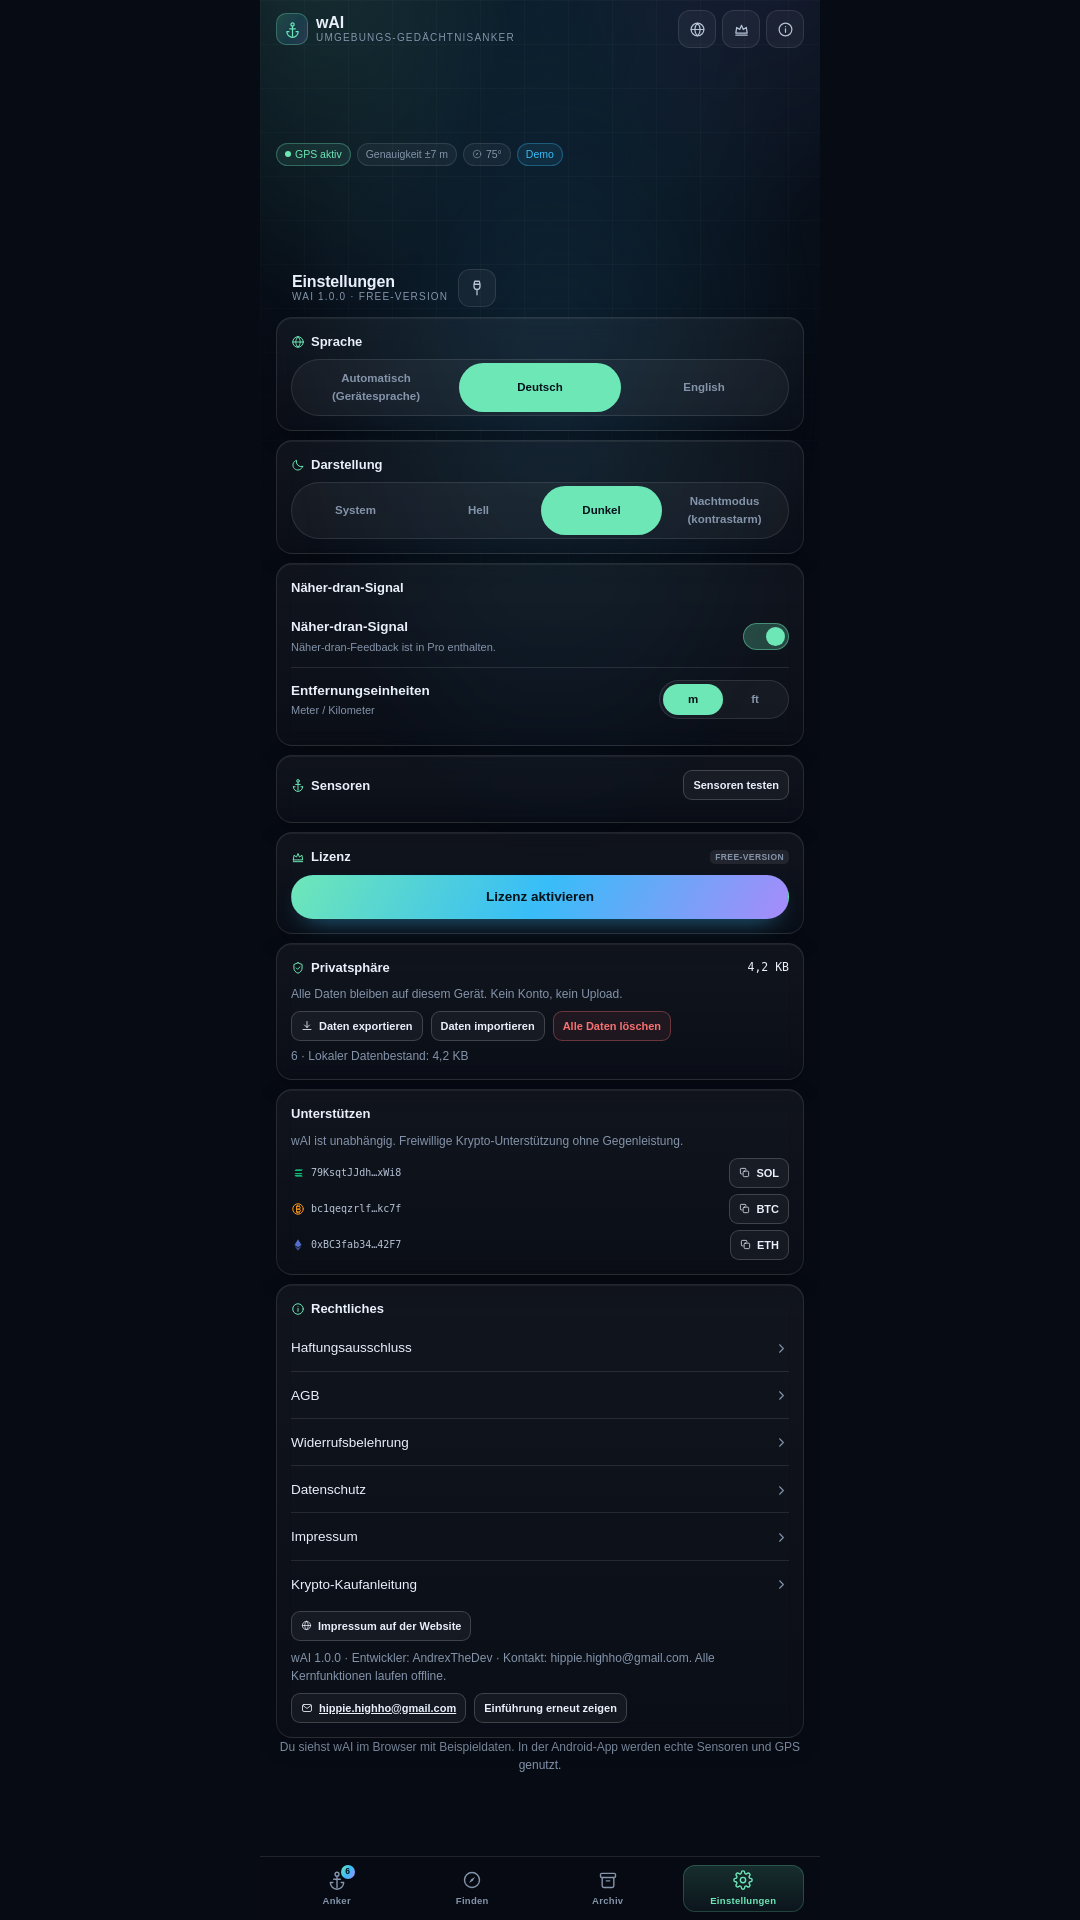 wAI
UMGEBUNGS-GEDÄCHTNISANKER
GPS aktiv
Genauigkeit ±7 m
75°
Demo
Einstellungen
WAI 1.0.0 · FREE-VERSION
Sprache
Automatisch
(Gerätesprache)
Deutsch
English
Darstellung
System
Hell
Dunkel
Nachtmodus
(kontrastarm)
Näher-dran-Signal
Näher-dran-Signal
Näher-dran-Feedback ist in Pro enthalten.
Entfernungseinheiten
Meter / Kilometer
m
ft
Sensoren
Sensoren testen
Lizenz
FREE-VERSION
Lizenz aktivieren
Privatsphäre
4,2 KB
Alle Daten bleiben auf diesem Gerät. Kein Konto, kein Upload.
Daten exportieren
Daten importieren
Alle Daten löschen
6 · Lokaler Datenbestand: 4,2 KB
Unterstützen
wAI ist unabhängig. Freiwillige Krypto-Unterstützung ohne Gegenleistung.
79KsqtJJdh…xWi8
SOL
bc1qeqzrlf…kc7f
BTC
0xBC3fab34…42F7
ETH
Rechtliches
Haftungsausschluss
AGB
Widerrufsbelehrung
Datenschutz
Impressum
Krypto-Kaufanleitung
Impressum auf der Website
wAI 1.0.0 · Entwickler: AndrexTheDev · Kontakt: hippie.highho@gmail.com. Alle
Kernfunktionen laufen offline.
hippie.highho@gmail.com
Einführung erneut zeigen
Du siehst wAI im Browser mit Beispieldaten. In der Android-App werden echte Sensoren und GPS
genutzt.
6
Anker
Finden
Archiv
Einstellungen